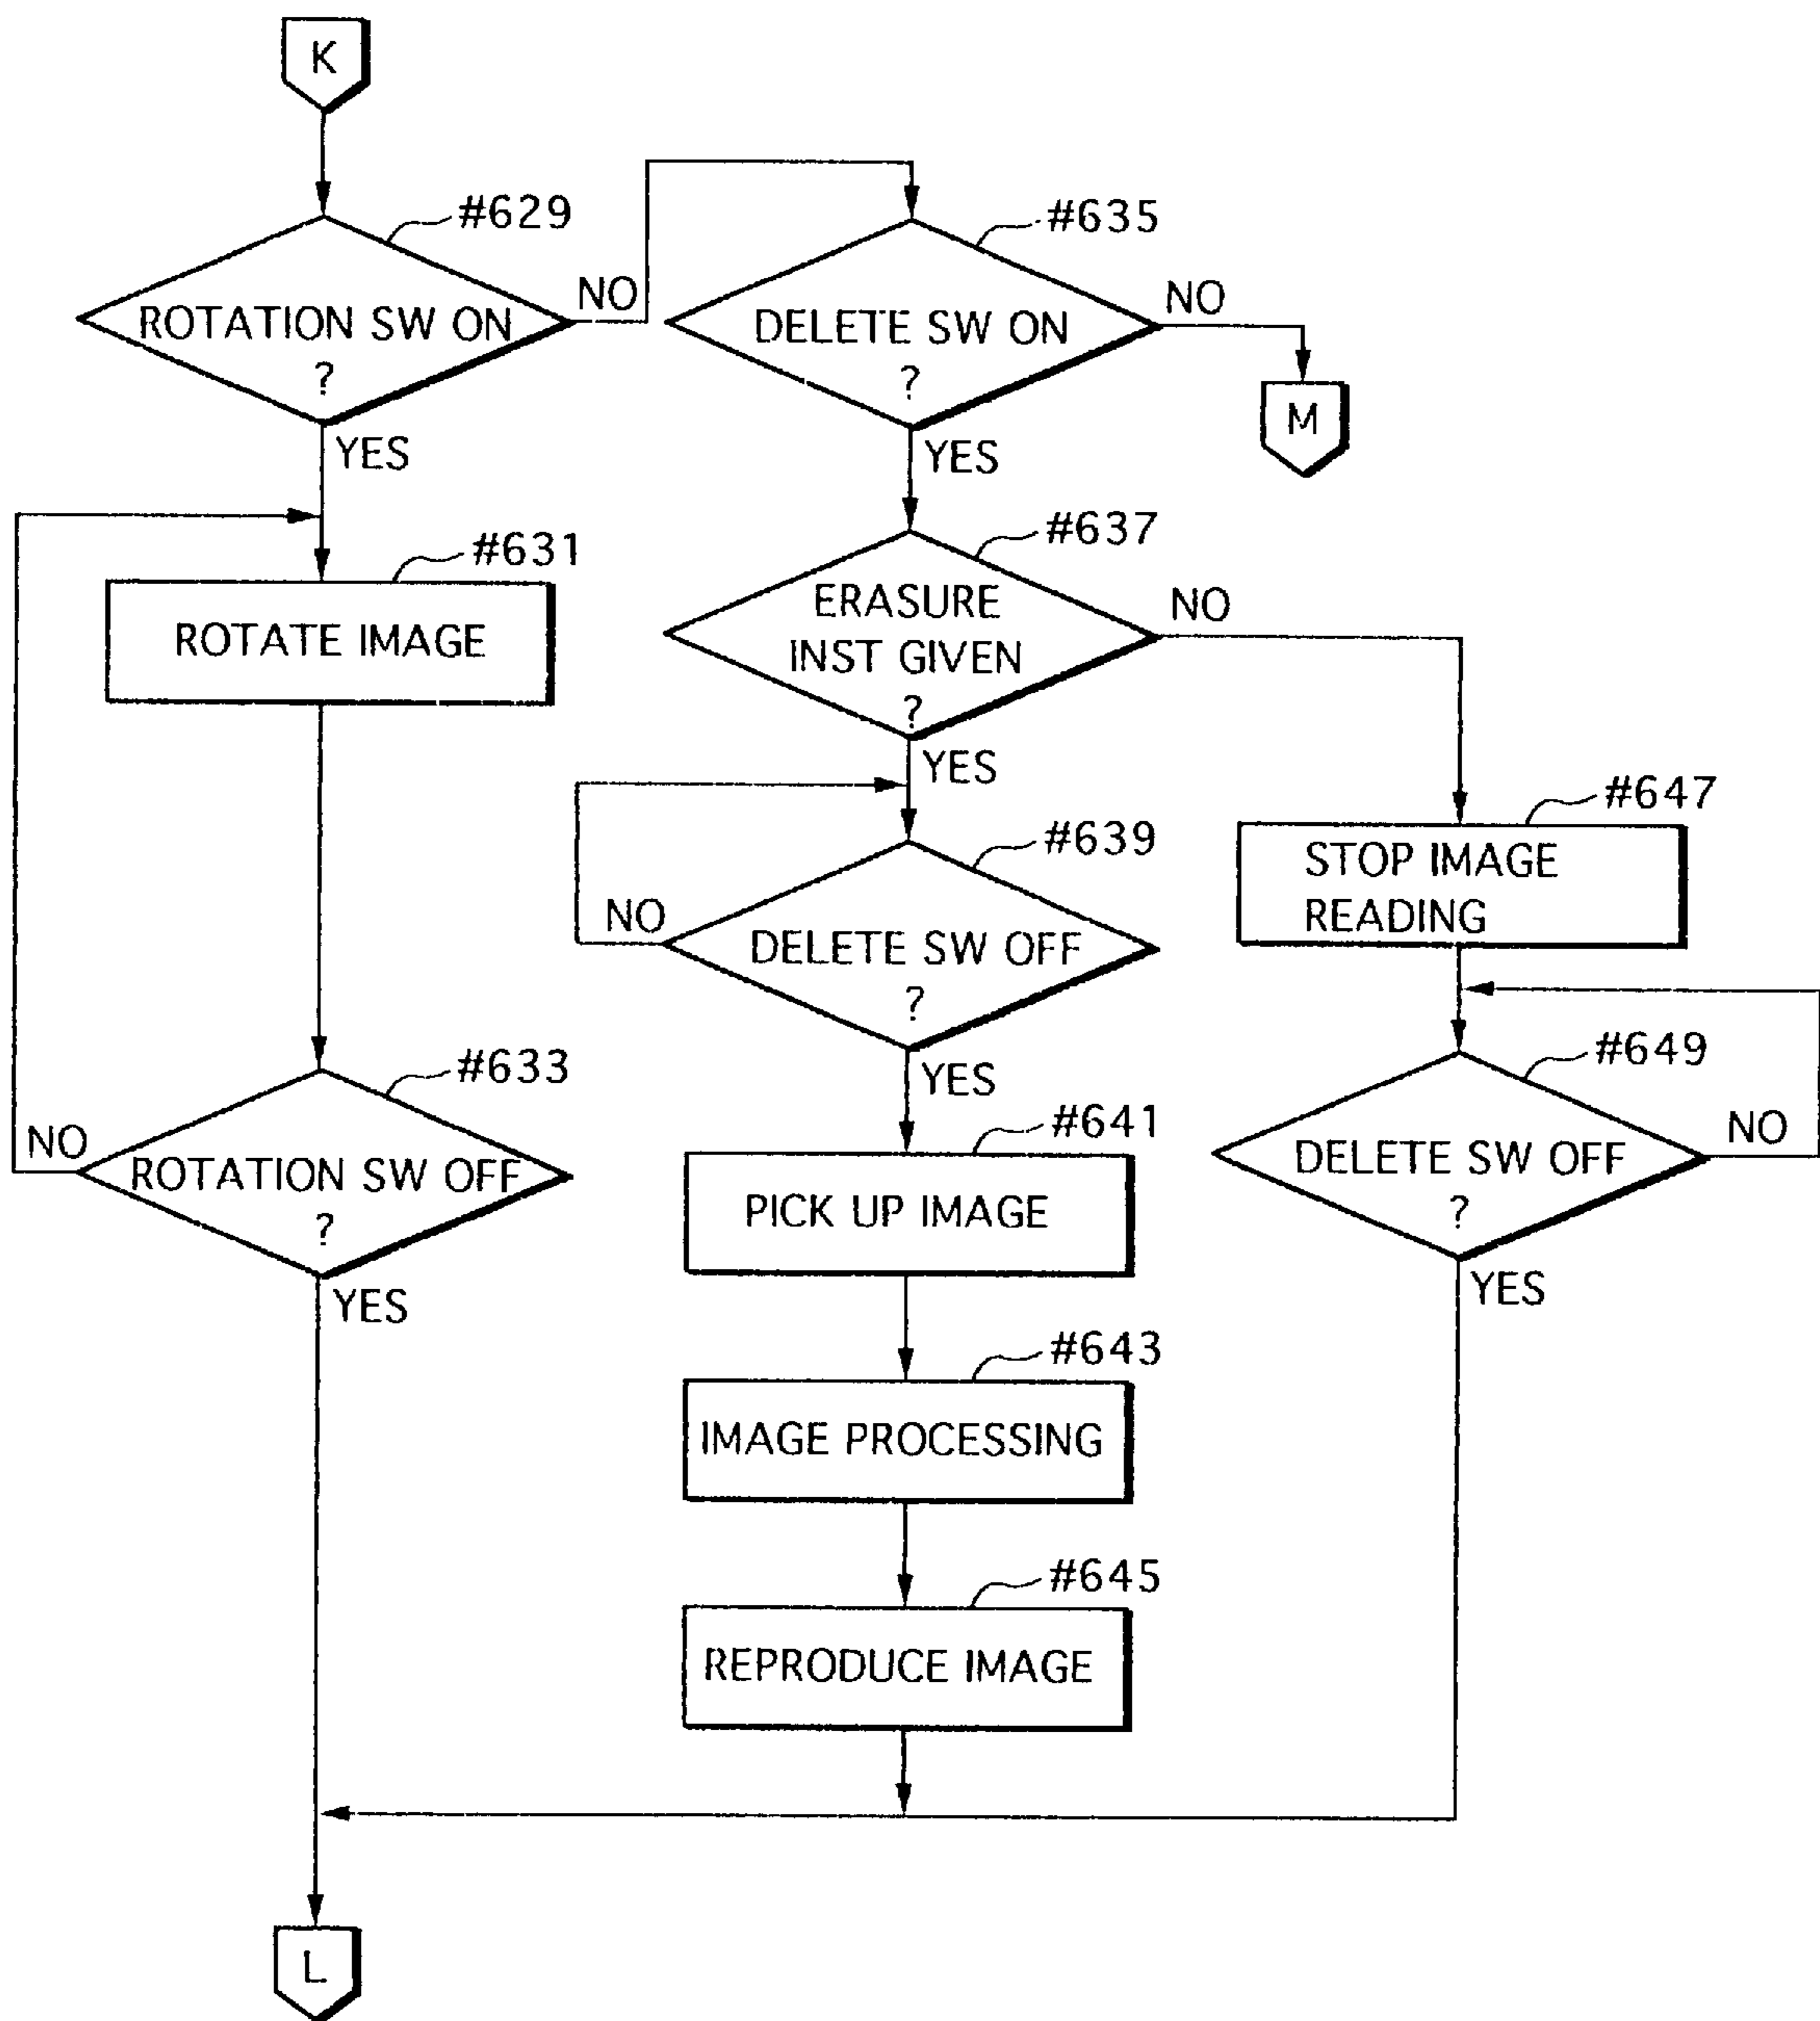 K
#629
ROTATION SW ON
?
NO
YES
#635
DELETE SW ON
?
NO
YES
M
#631
ROTATE IMAGE
#637
ERASURE
INST GIVEN
?
NO
YES
#639
DELETE SW OFF
?
NO
YES
#647
STOP IMAGE
READING
#649
DELETE SW OFF
?
NO
YES
#633
ROTATION SW OFF
?
NO
YES
#641
PICK UP IMAGE
#643
IMAGE PROCESSING
#645
REPRODUCE IMAGE
L